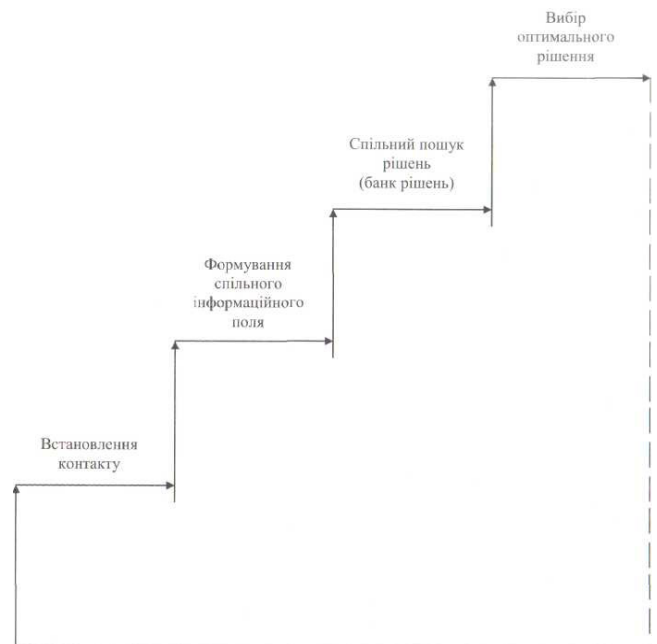 Вибір
оптимального
рішення
Спільний пошук
рішень
(банк рішень)
Формування
спільного
інформаційного
поля
Встановлення
контакту